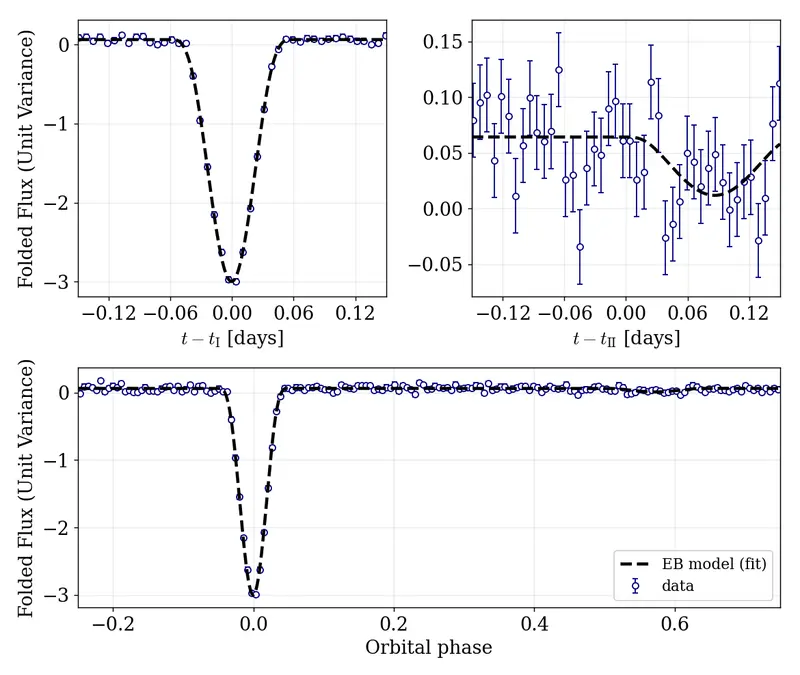 Folded Flux (Unit Variance)
0
−1
−2
−3
−0.12 −0.06 0.00 0.06 0.12
t − tI [days]
0.15
0.10
0.05
0.00
−0.05
−0.12 −0.06 0.00 0.06 0.12
t − tII [days]
Folded Flux (Unit Variance)
0
−1
−2
−3
EB model (fit)
data
−0.2 0.0 0.2 0.4 0.6
Orbital phase